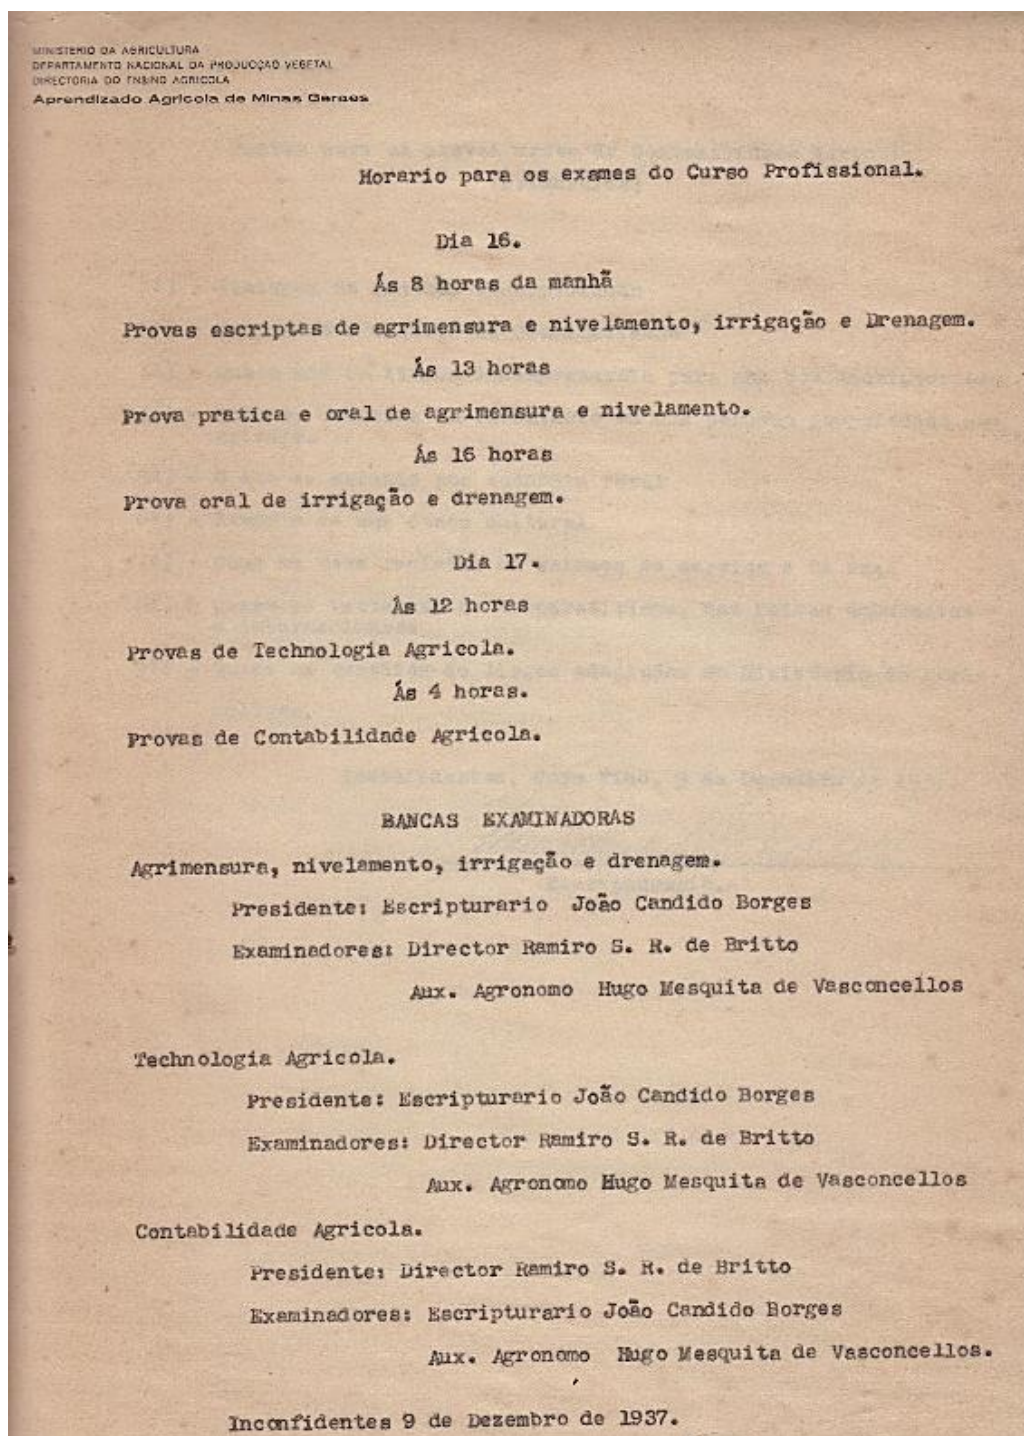 MINISTERIO DA AGRICULTURA
DEPARTAMENTO NACIONAL DA PRODUCÇÃO VEGETAL
DIRECTORIA DO ENSINO AGRICOLA
Aprendizado Agricola de Minas Geraes
Horario para os exames do Curso Profissional.
Dia 16.
Ás 8 horas da manhã
Provas escriptas de agrimensura e nivelamento, irrigação e Drenagem.
Ás 13 horas
Prova pratica e oral de agrimensura e nivelamento.
Ás 16 horas
Prova oral de irrigação e drenagem.
Dia 17.
Ás 12 horas
Provas de Technologia Agricola.
Ás 4 horas.
Provas de Contabilidade Agricola.
BANCAS EXAMINADORAS
Agrimensura, nivelamento, irrigação e drenagem.
Presidente: Escripturario João Candido Borges
Examinadores: Director Ramiro S. R. de Britto
Aux. Agronomo Hugo Mesquita de Vasconcellos
Technologia Agricola.
Presidente: Escripturario João Candido Borges
Examinadores: Director Ramiro S. R. de Britto
Aux. Agronomo Hugo Mesquita de Vasconcellos
Contabilidade Agricola.
Presidente: Director Ramiro S. R. de Britto
Examinadores: Escripturario João Candido Borges
Aux. Agronomo Hugo Mesquita de Vasconcellos.
Inconfidentes 9 de Dezembro de 1937.